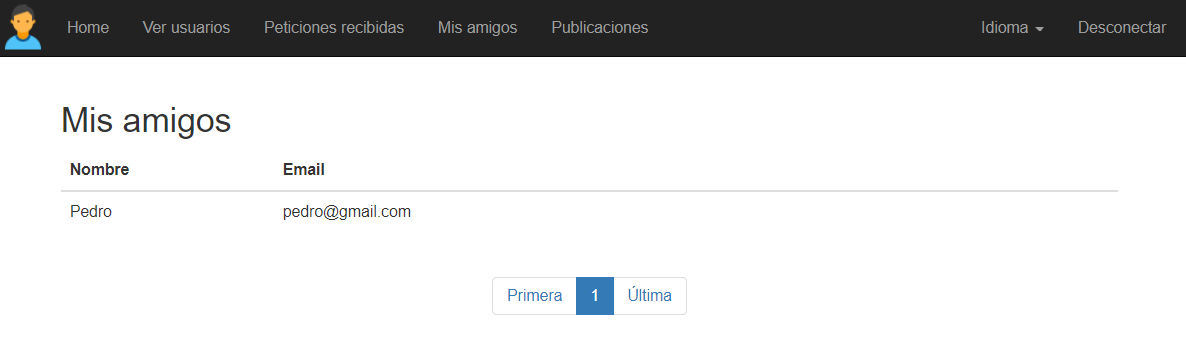 Home Ver usuarios Peticiones recibidas Mis amigos Publicaciones Idioma Desconectar
Mis amigos
Nombre Email
Pedro pedro@gmail.com
Primera 1 Última